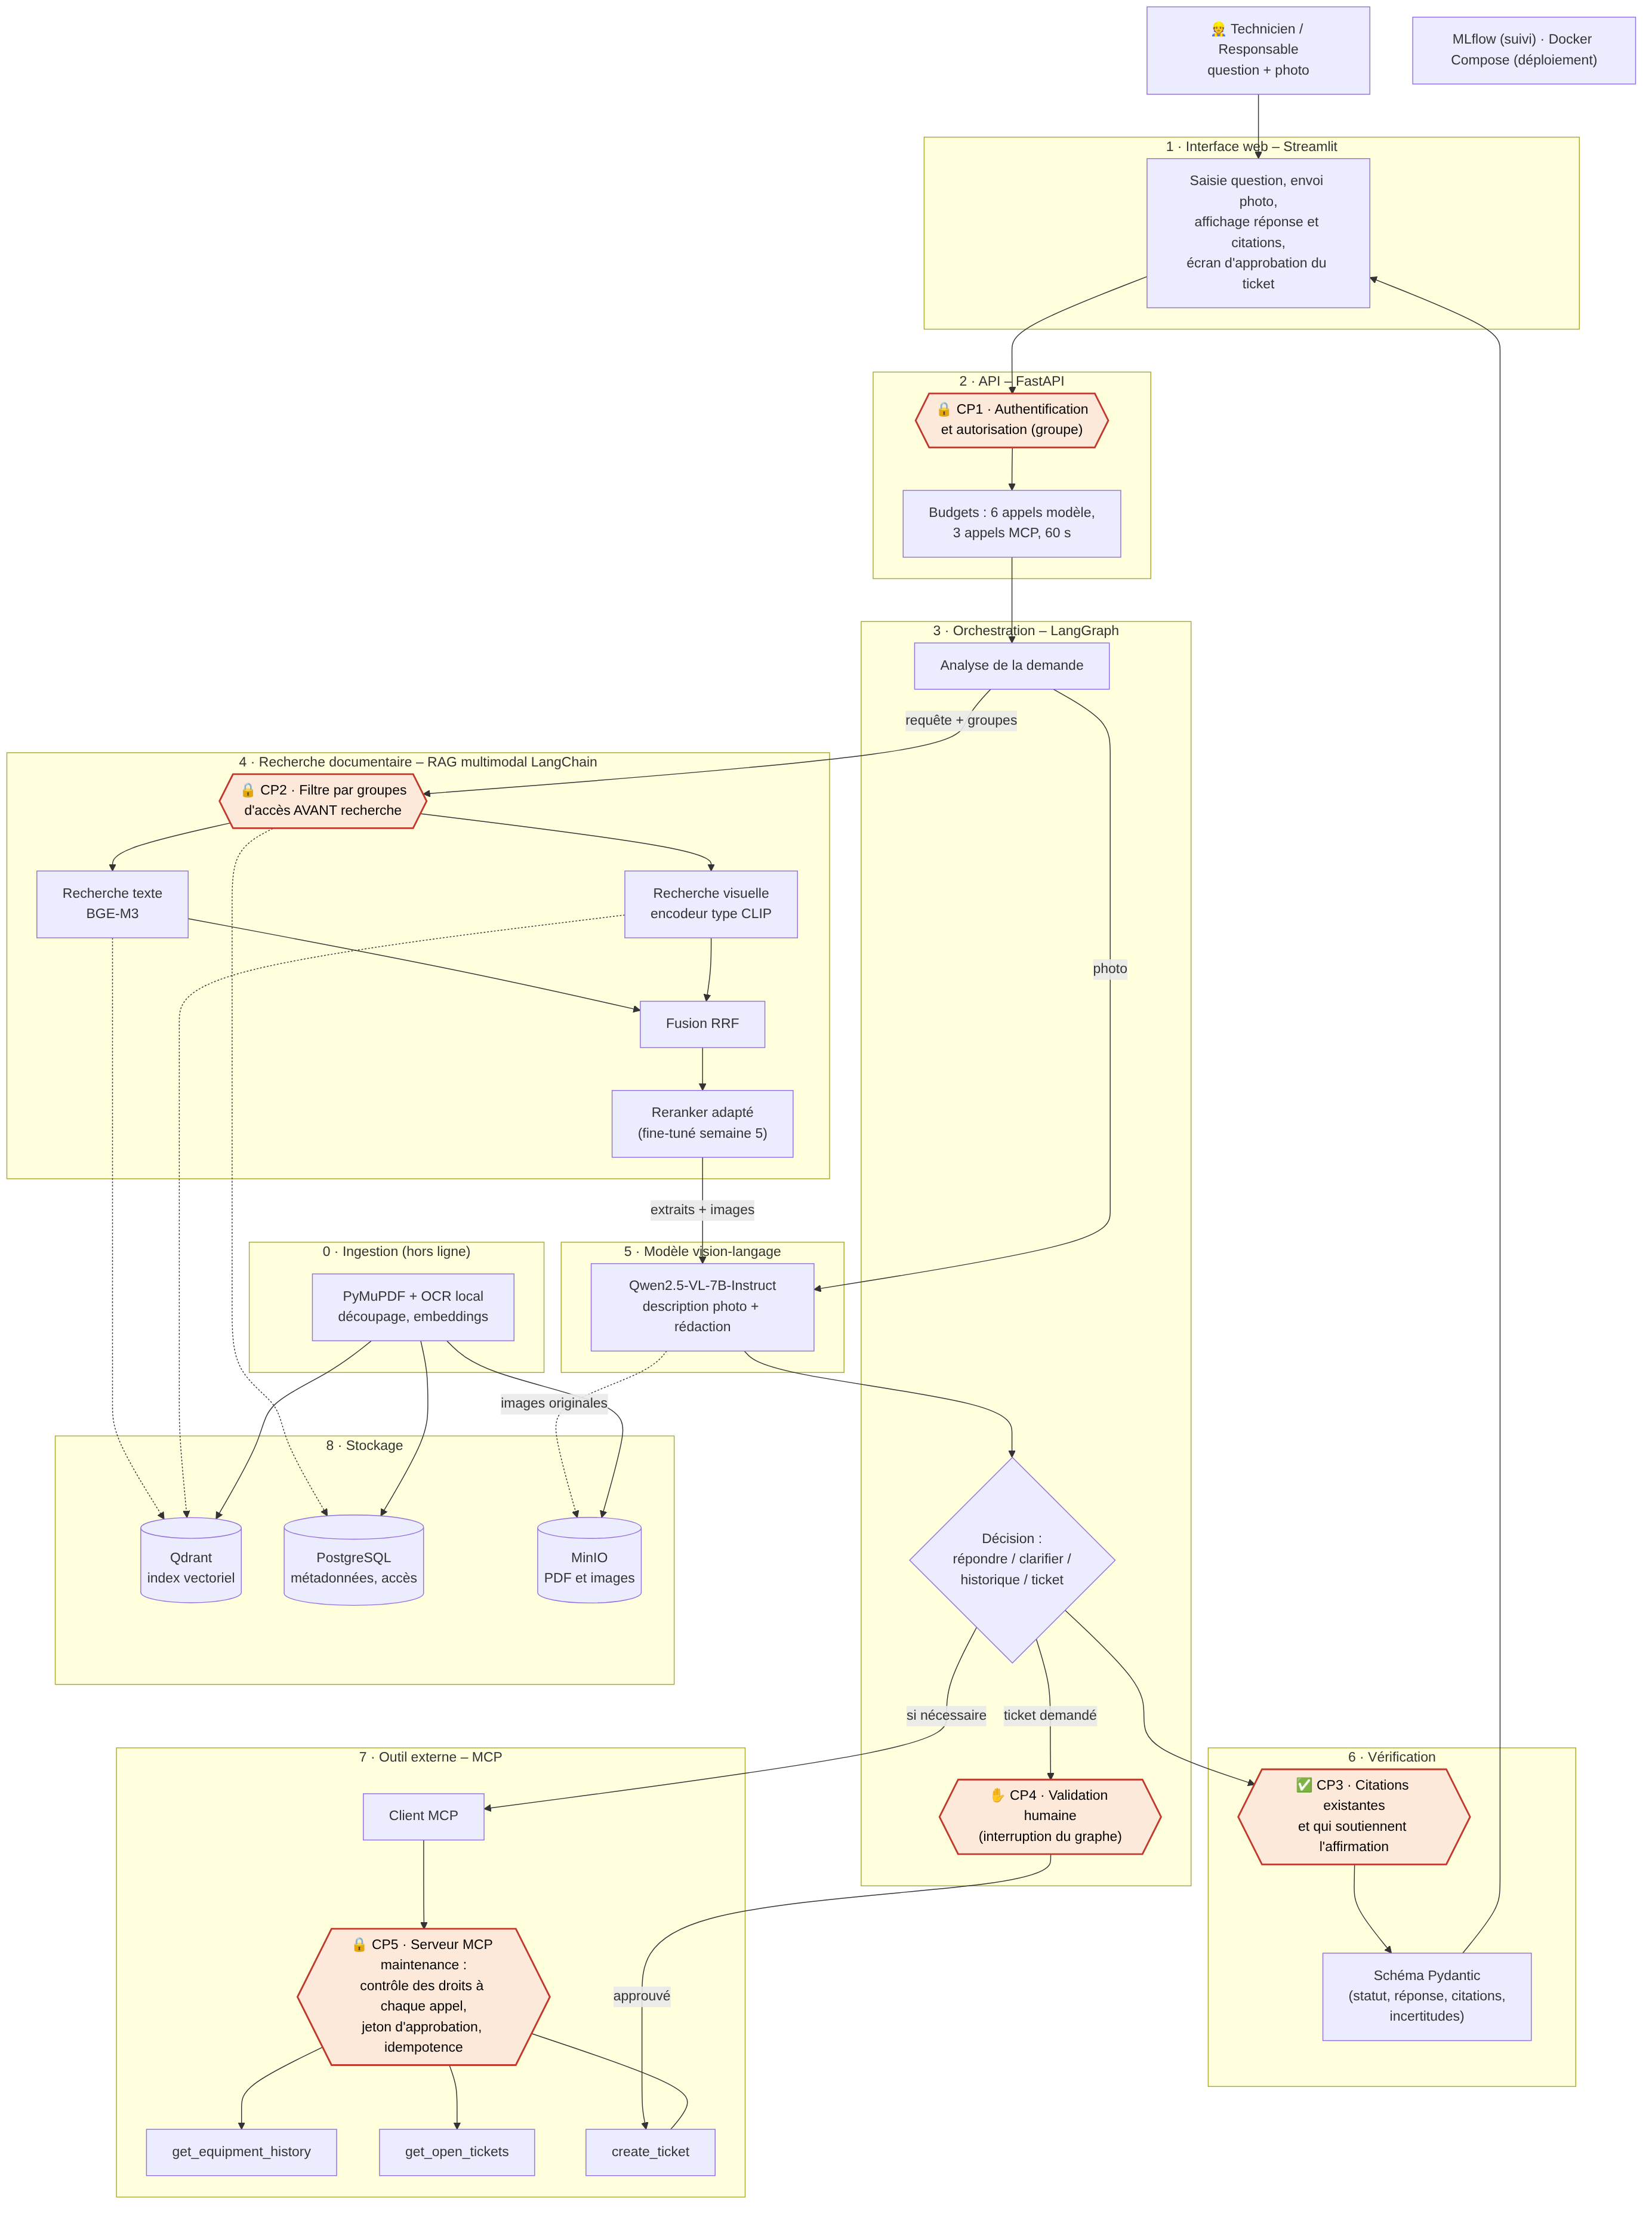 👷 Technicien /
Responsable
question + photo
MLflow (suivi) · Docker
Compose (déploiement)
1 · Interface web – Streamlit
Saisie question, envoi
photo,
affichage réponse et
citations,
écran d'approbation du
ticket
2 · API – FastAPI
🔒 CP1 · Authentification
et autorisation (groupe)
Budgets : 6 appels modèle,
3 appels MCP, 60 s
3 · Orchestration – LangGraph
Analyse de la demande
requête + groupes
photo
4 · Recherche documentaire – RAG multimodal LangChain
🔒 CP2 · Filtre par groupes
d'accès AVANT recherche
Recherche texte
BGE-M3
Recherche visuelle
encodeur type CLIP
Fusion RRF
Reranker adapté
(fine-tuné semaine 5)
extraits + images
0 · Ingestion (hors ligne)
PyMuPDF + OCR local
découpage, embeddings
5 · Modèle vision-langage
Qwen2.5-VL-7B-Instruct
description photo +
rédaction
images originales
8 · Stockage
Qdrant
index vectoriel
PostgreSQL
métadonnées, accès
MinIO
PDF et images
Décision :
répondre / clarifier /
historique / ticket
si nécessaire
ticket demandé
7 · Outil externe – MCP
Client MCP
✋ CP4 · Validation
humaine
(interruption du graphe)
6 · Vérification
✅ CP3 · Citations
existantes
et qui soutiennent
l'affirmation
🔒 CP5 · Serveur MCP
maintenance :
contrôle des droits à
chaque appel,
jeton d'approbation,
idempotence
approuvé
Schéma Pydantic
(statut, réponse, citations,
incertitudes)
get_equipment_history
get_open_tickets
create_ticket